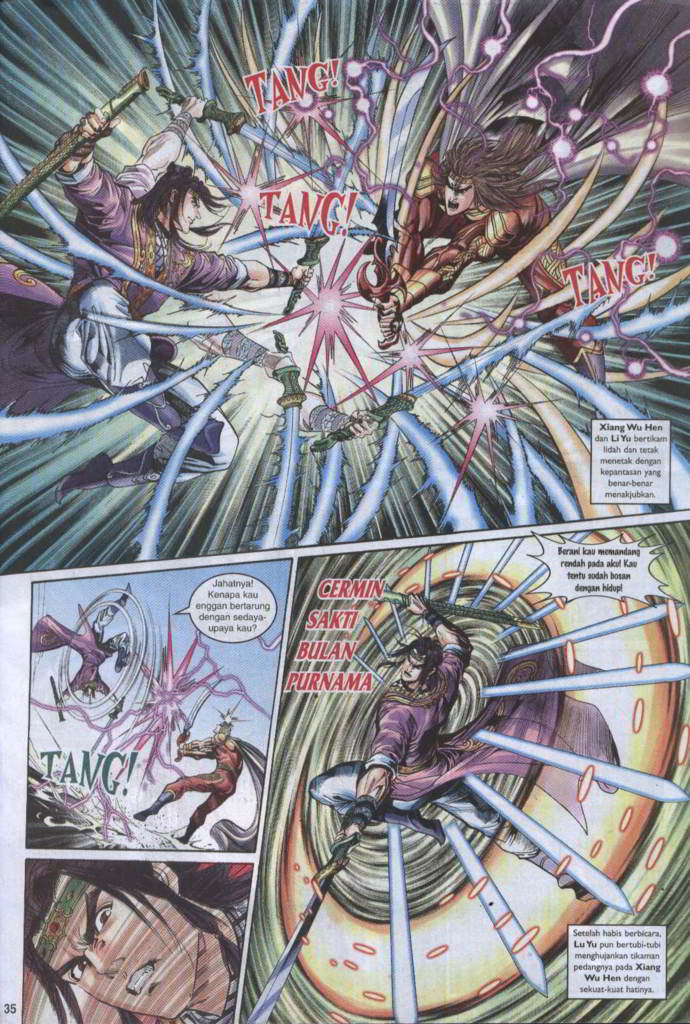 TANG!
TANG!
TANG!
Xiang Wu Hen
dan Li Yu bertikam
lidah dan tetak
menetak dengan
kepantasan yang
benar-benar
menakjubkan.
Jahatnya!
Kenapa kau
enggan bertarung
dengan sedaya-
upaya kau?
TANG!
Berani kau memandang
rendah pada aku! Kau
tentu sudah bosan
dengan hidup!
CERMIN
SAKTI
BULAN
PURNAMA
Setelah habis berbicara,
Lu Yu pun bertubi-tubi
menghujankan tikaman
pedangnya pada Xiang
Wu Hen dengan
sekuat-kuat hatinya.
35